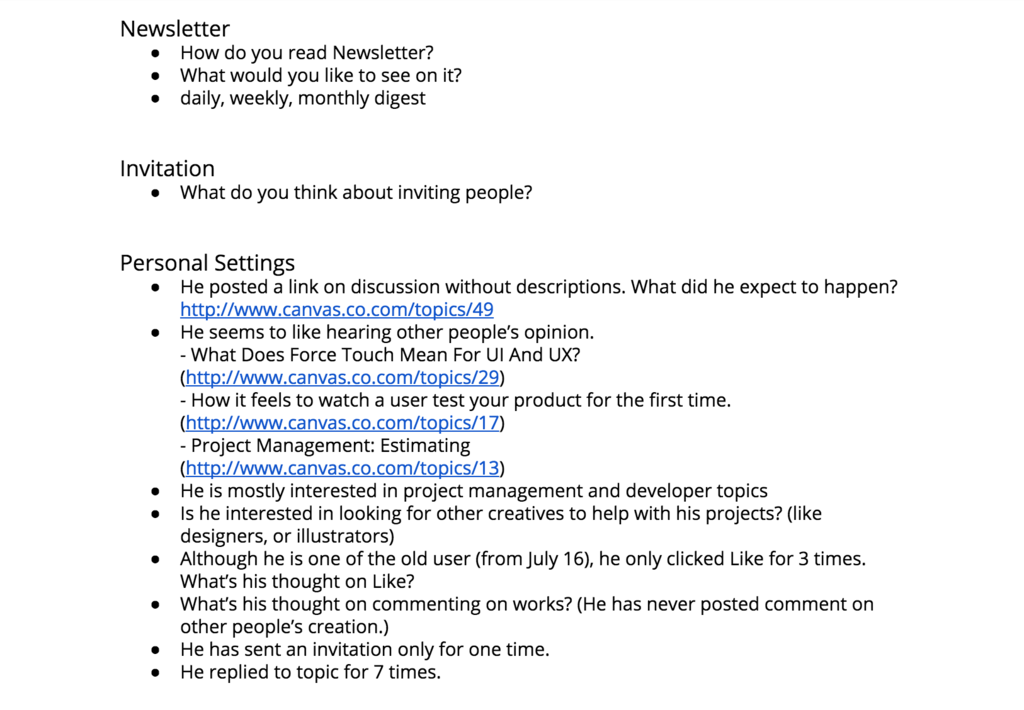 Newsletter
● How do you read Newsletter?
● What would you like to see on it?
● daily, weekly, monthly digest
Invitation
● What do you think about inviting people?
Personal Settings
● He posted a link on discussion without descriptions. What did he expect to happen?
http://www.canvas.co.com/topics/49
● He seems to like hearing other people’s opinion.
- What Does Force Touch Mean For UI And UX?
(http://www.canvas.co.com/topics/29)
- How it feels to watch a user test your product for the first time.
(http://www.canvas.co.com/topics/17)
- Project Management: Estimating
(http://www.canvas.co.com/topics/13)
● He is mostly interested in project management and developer topics
● Is he interested in looking for other creatives to help with his projects? (like
designers, or illustrators)
● Although he is one of the old user (from July 16), he only clicked Like for 3 times.
What’s his thought on Like?
● What’s his thought on commenting on works? (He has never posted comment on
other people’s creation.)
● He has sent an invitation only for one time.
● He replied to topic for 7 times.